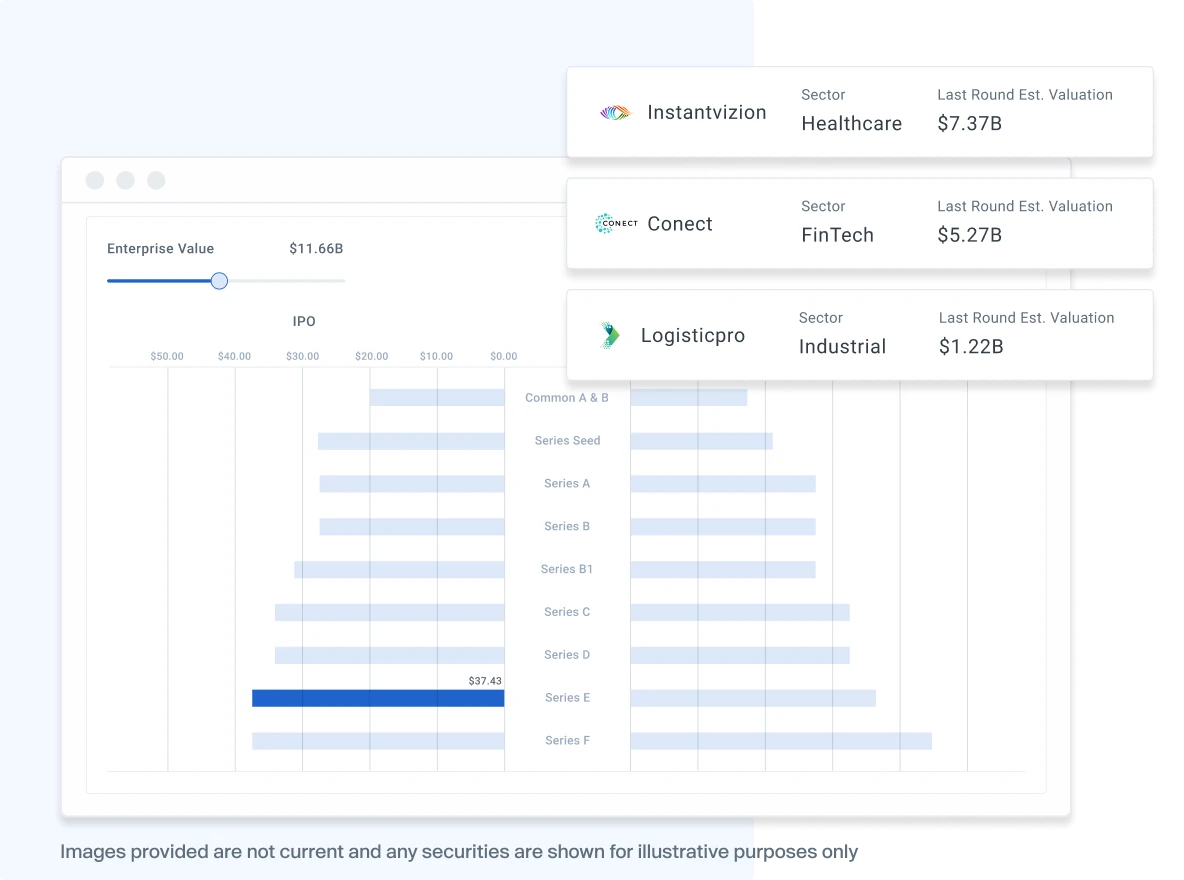 Instantvizion
Sector
Healthcare
Last Round Est. Valuation
$7.37B
CONECT
Conect
Sector
FinTech
Last Round Est. Valuation
$5.27B
Logisticpro
Sector
Industrial
Last Round Est. Valuation
$1.22B
Enterprise Value $11.66B
IPO
$50.00 $40.00 $30.00 $20.00 $10.00 $0.00
Common A & B
Series Seed
Series A
Series B
Series B1
Series C
Series D
$37.43
Series E
Series F
Images provided are not current and any securities are shown for illustrative purposes only